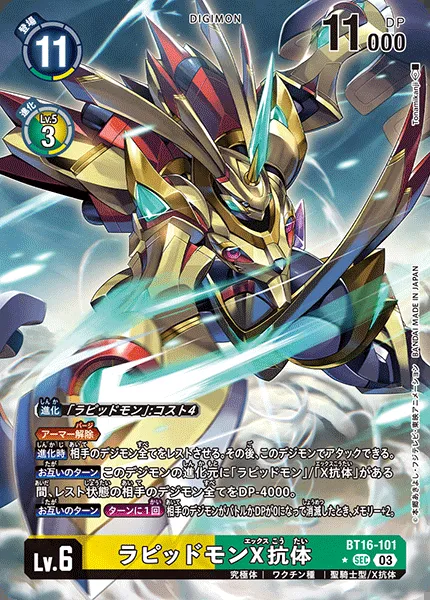 DIGIMON
登場
11
11000
DP
進化
Lv.5
3
Tonamikanji
©本郷あきよし・フジテレビ・東映アニメーション BANDAI MADE IN JAPAN
進化 「ラピッドモン」:コスト4
アーマー解除
進化時 相手のデジモン全てをレストさせる。その後、このデジモンでアタックできる。
お互いのターン このデジモンの進化元に「ラピッドモン」/「X抗体」がある
間、レスト状態の相手のデジモン全てをDP-4000。
お互いのターン ターンに1回 相手のデジモンがバトルかDPが0になって消滅したとき、メモリー+2。
Lv.6
ラピッドモンX抗体
BT16-101
SEC 03
究極体 | ワクチン種 | 聖騎士型/X抗体